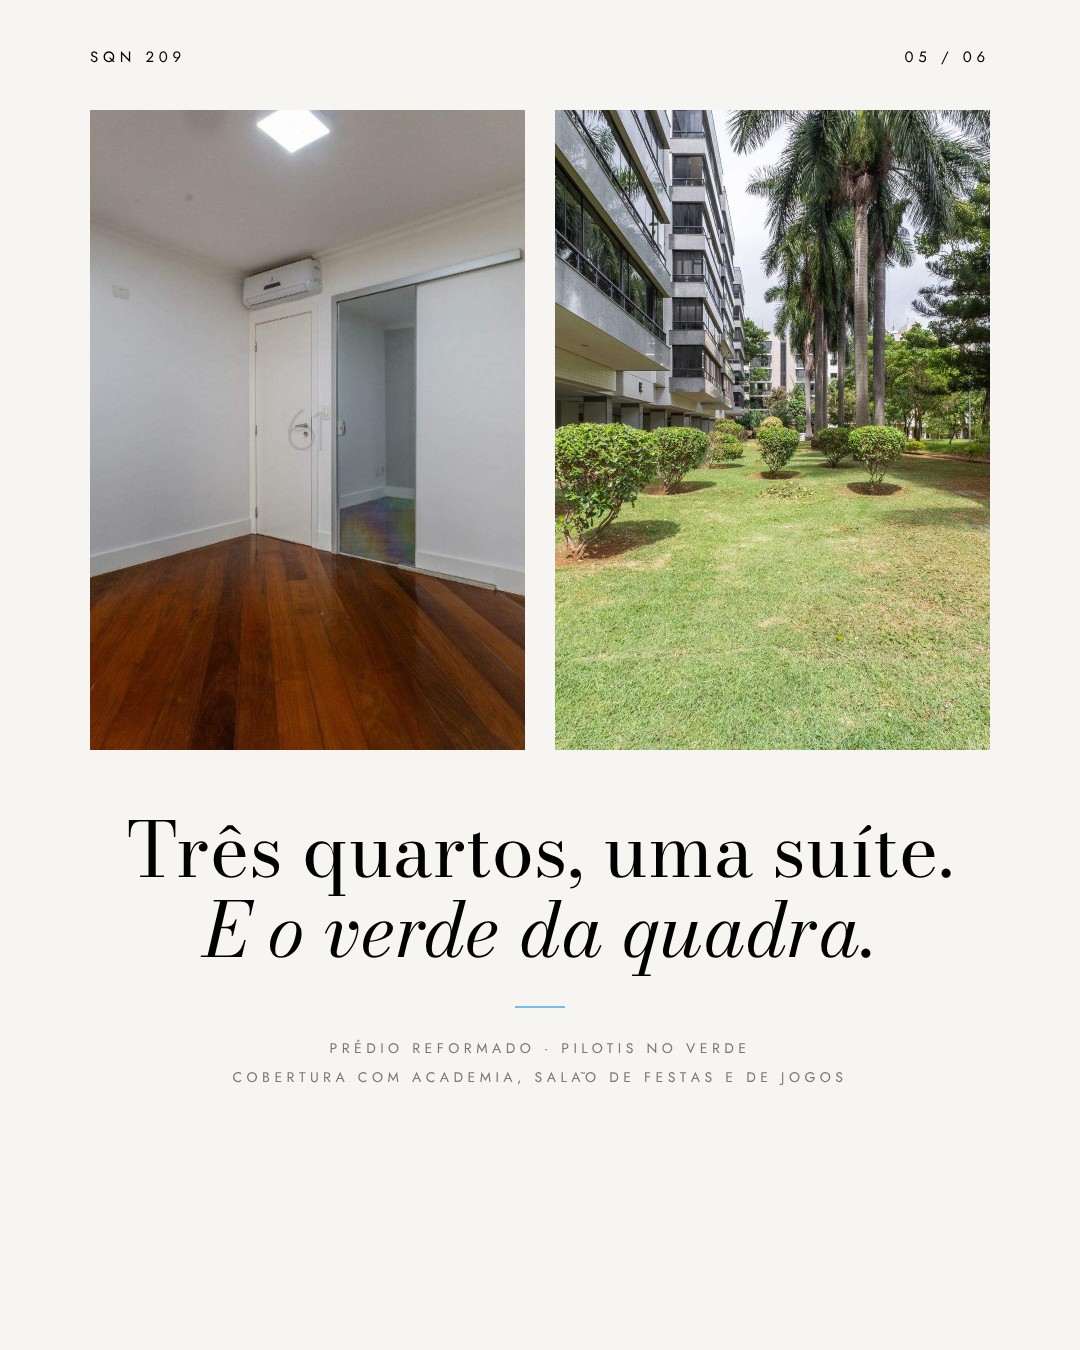 SQN 209
05 / 06
61
E
Três quartos, uma suíte.
E o verde da quadra.
PRÉDIO REFORMADO · PILOTIS NO VERDE
COBERTURA COM ACADEMIA, SALÃO DE FESTAS E DE JOGOS